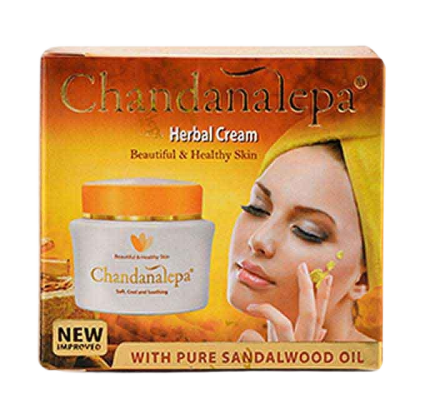 Chandanalepa®
Herbal Cream
Beautiful & Healthy Skin
Beautiful & Healthy Skin
Chandanalepa®
Soft, Cool and Soothing
NEW
IMPROVED
WITH PURE SANDALWOOD OIL